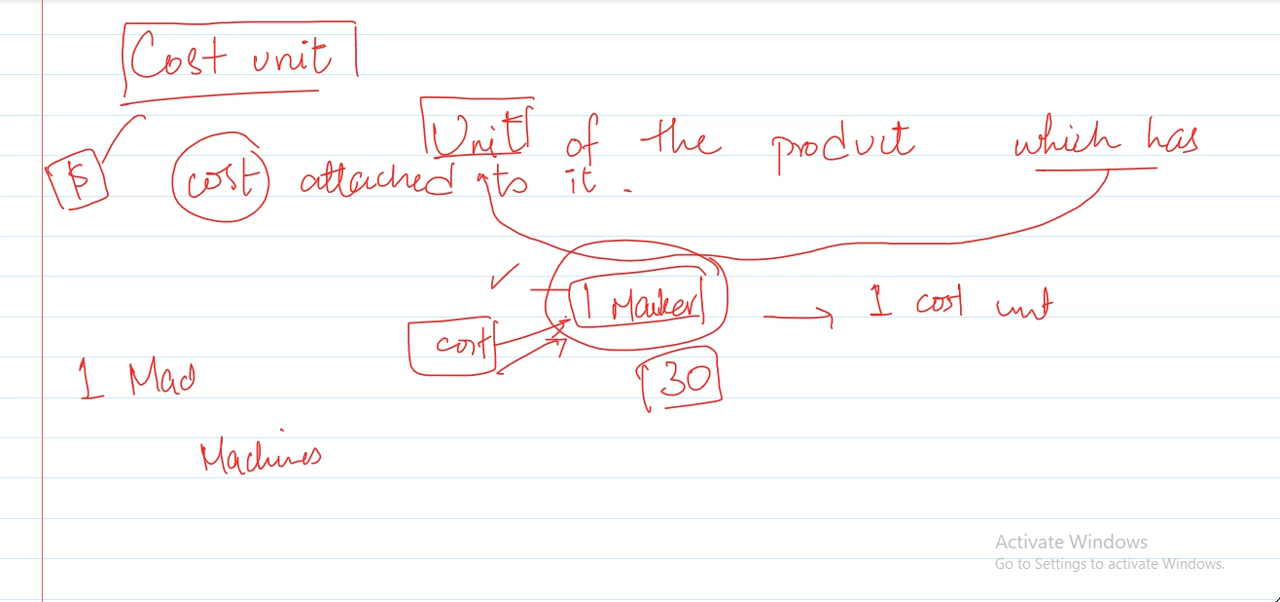 Cost unit
Unit of the product which has
$ cost attached to it.
1 Marker → 1 cost unit
cost
30
1 Mad
Machines
Activate Windows
Go to Settings to activate Windows.